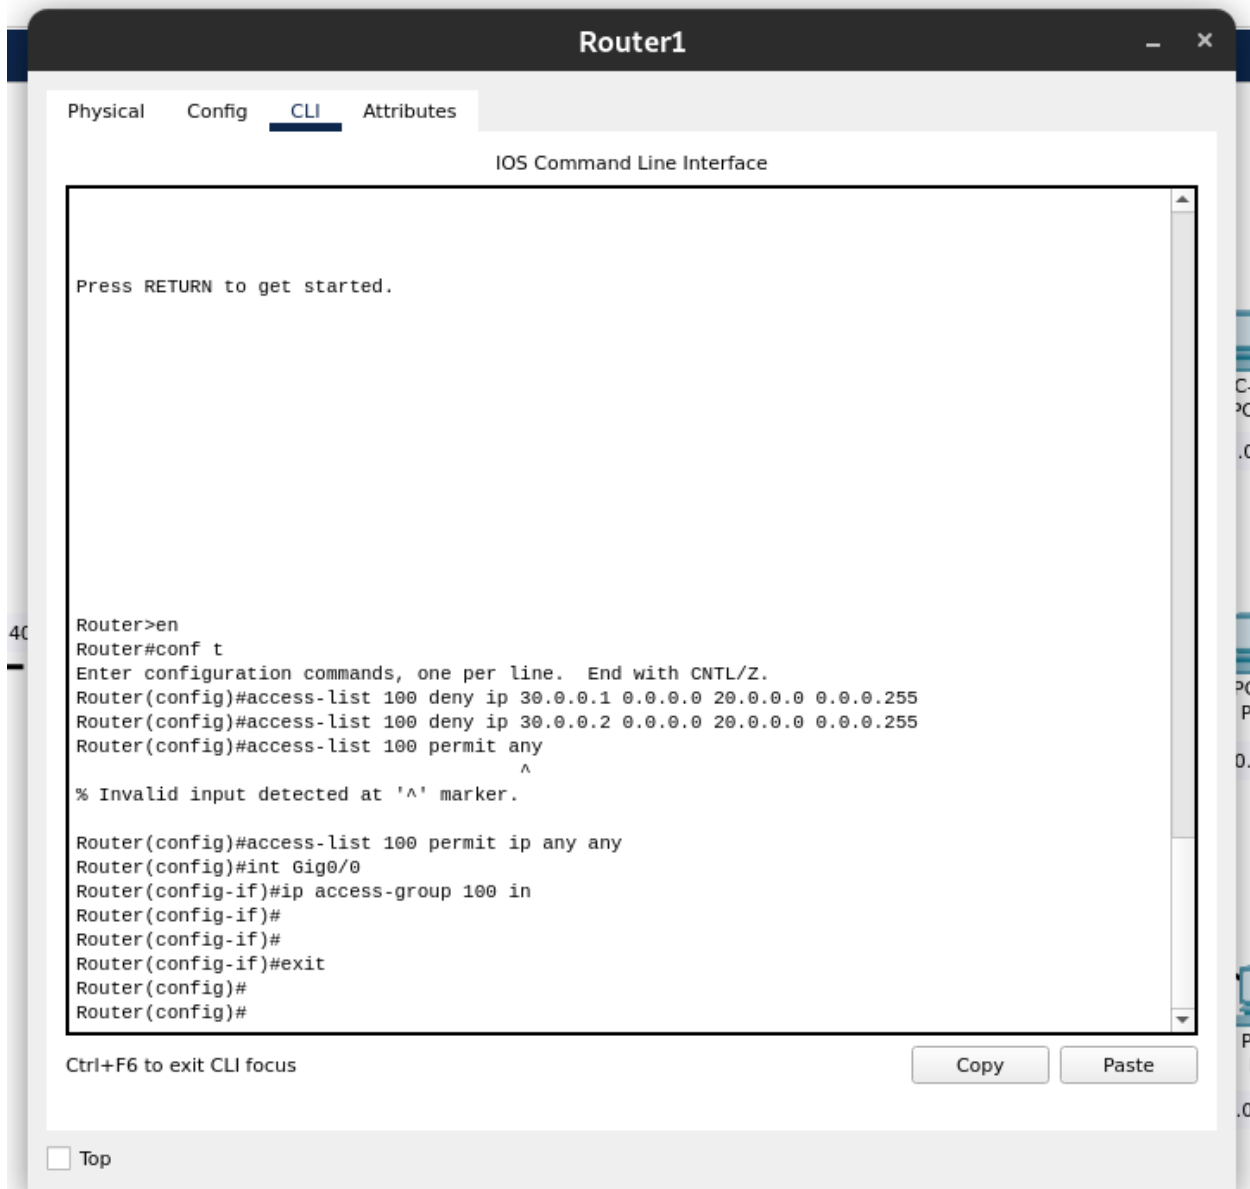 Router1
Physical Config CLI Attributes
IOS Command Line Interface
Press RETURN to get started.
Router>en
Router#conf t
Enter configuration commands, one per line.  End with CNTL/Z.
Router(config)#access-list 100 deny ip 30.0.0.1 0.0.0.0 20.0.0.0 0.0.0.255
Router(config)#access-list 100 deny ip 30.0.0.2 0.0.0.0 20.0.0.0 0.0.0.255
Router(config)#access-list 100 permit any
^
% Invalid input detected at '^' marker.
Router(config)#access-list 100 permit ip any any
Router(config)#int Gig0/0
Router(config-if)#ip access-group 100 in
Router(config-if)#
Router(config-if)#
Router(config-if)#exit
Router(config)#
Router(config)#
Ctrl+F6 to exit CLI focus
Copy Paste
Top
40